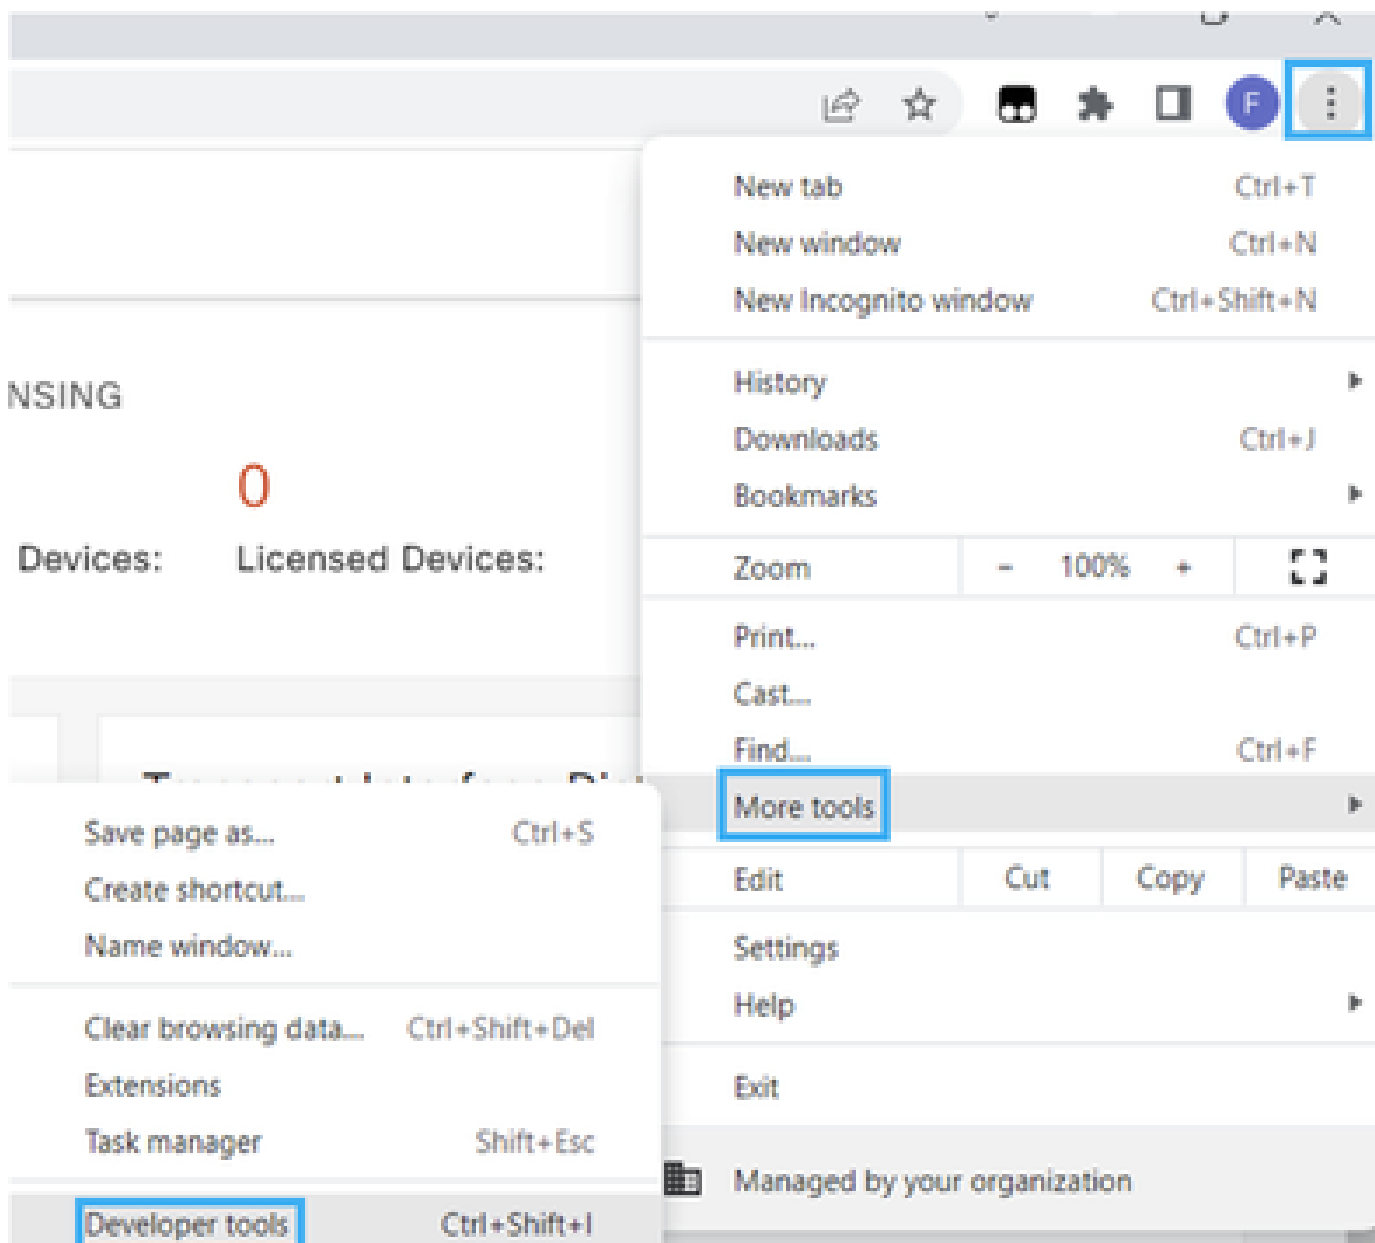 F
New tab Ctrl+T
New window Ctrl+N
New Incognito window Ctrl+Shift+N
NSING
History
Downloads Ctrl+J
0
Bookmarks
Devices: Licensed Devices:
Zoom - 100% +
Print... Ctrl+P
Cast...
Find... Ctrl+F
More tools
Save page as... Ctrl+S
Create shortcut...
Name window...
Clear browsing data... Ctrl+Shift+Del
Extensions
Task manager Shift+Esc
Developer tools Ctrl+Shift+I
Edit Cut Copy Paste
Settings
Help
Exit
Managed by your organization